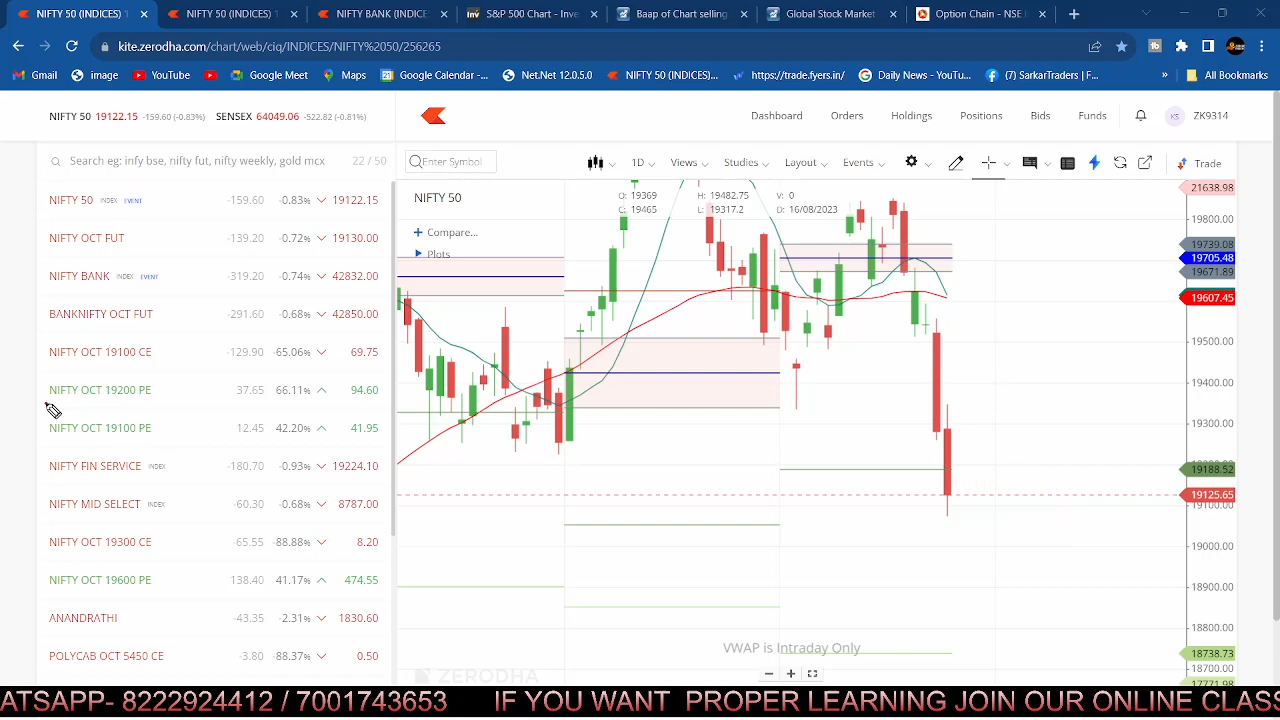 NIFTY 50 (INDICES) 1
NIFTY 50 (INDICES) 1
NIFTY BANK (INDICE
S&P 500 Chart - Inve
Baap of Chart selling
Global Stock Market
Option Chain - NSE I
kite.zerodha.com/chart/web/ciq/INDICES/NIFTY%2050/256265
Gmail
image
YouTube
Google Meet
Maps
Google Calendar -...
Net.Net 12.0.5.0
NIFTY 50 (INDICES)...
https://trade.fyers.in/
Daily News - YouTu...
(7) SarkarTraders | F...
»
All Bookmarks
NIFTY 50 19122.15 -159.60 (-0.83%) SENSEX 64049.06 -522.82 (-0.81%)
Dashboard Orders Holdings Positions Bids Funds KS ZK9314
Search eg: infy bse, nifty fut, nifty weekly, gold mcx 22 / 50
Enter Symbol 1D Views Studies Layout Events Trade
NIFTY 50 INDEX EVENT -159.60 -0.83% 19122.15
NIFTY OCT FUT -139.20 -0.72% 19130.00
NIFTY BANK INDEX EVENT -319.20 -0.74% 42832.00
BANKNIFTY OCT FUT -291.60 -0.68% 42850.00
NIFTY OCT 19100 CE -129.90 -65.06% 69.75
NIFTY OCT 19200 PE 37.65 66.11% 94.60
NIFTY OCT 19100 PE 12.45 42.20% 41.95
NIFTY FIN SERVICE INDEX -180.70 -0.93% 19224.10
NIFTY MID SELECT INDEX -60.30 -0.68% 8787.00
NIFTY OCT 19300 CE -65.55 -88.88% 8.20
NIFTY OCT 19600 PE 138.40 41.17% 474.55
ANANDRATHI -43.35 -2.31% 1830.60
POLYCAB OCT 5450 CE -3.80 -88.37% 0.50
NIFTY 50
O: 19369 H: 19482.75 V: 0
C: 19465 L: 19317.2 D: 16/08/2023
+ Compare...
Plots
21638.98
19800.00
19739.08
19705.48
19671.89
19607.45
19500.00
19400.00
19300.00
19188.52
19125.65
19100.00
19000.00
18900.00
18800.00
18738.73
18700.00
17771.98
VWAP is Intraday Only
ZERODHA
ATSAPP- 8222924412 / 7001743653 IF YOU WANT PROPER LEARNING JOIN OUR ONLINE CLASS